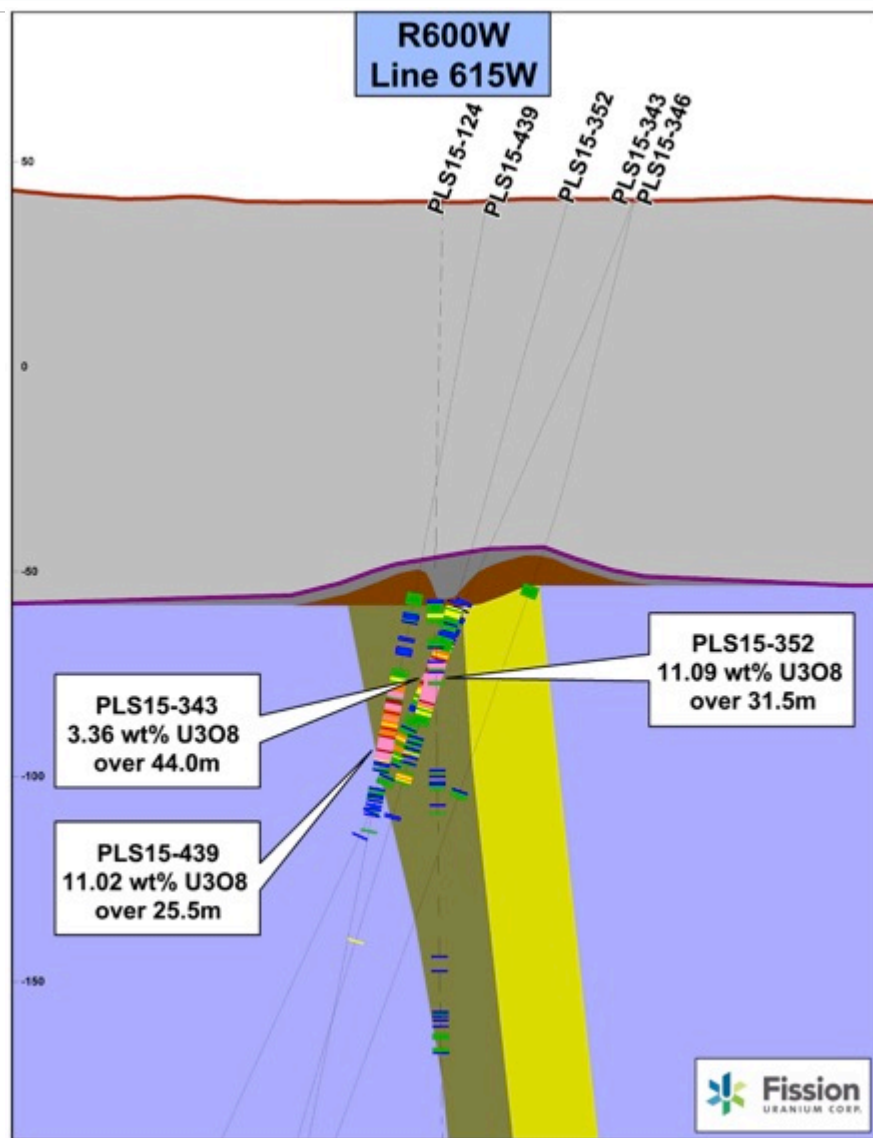 R600W
Line 615W
PLS15-124
PLS15-439
PLS15-352
PLS15-343
PLS15-346
50
0
-50
-100
-150
PLS15-352
11.09 wt% U3O8
over 31.5m
PLS15-343
3.36 wt% U3O8
over 44.0m
PLS15-439
11.02 wt% U3O8
over 25.5m
Fission
URANIUM CORP.